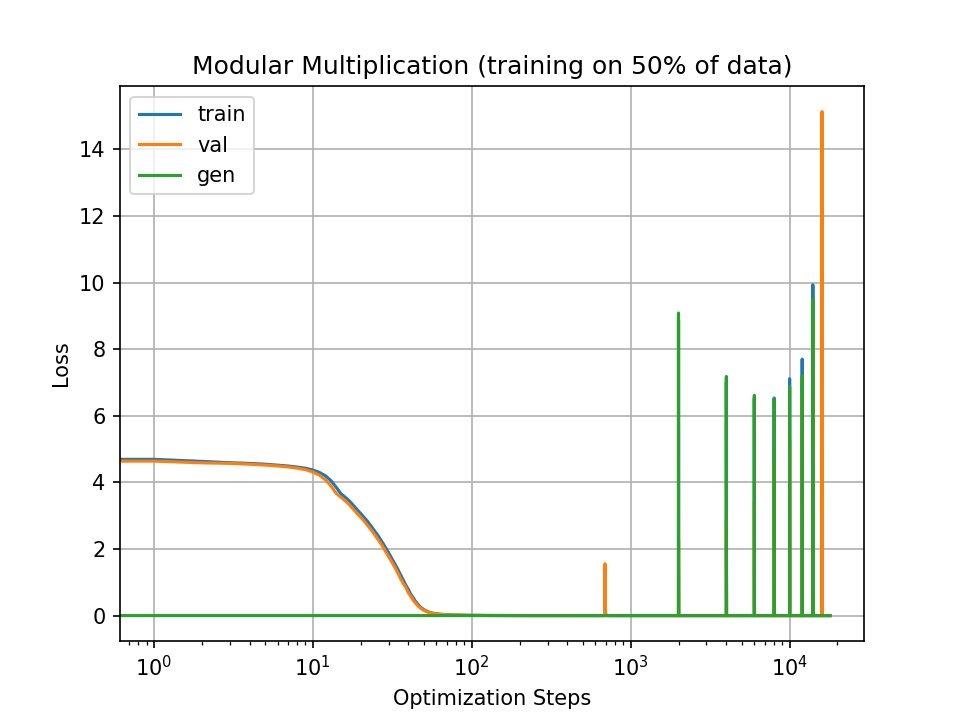 Modular Multiplication (training on 50% of data)
train
val
gen
14
12
10
8
6
4
2
0
Loss
10⁰
10¹
10²
10³
10⁴
Optimization Steps